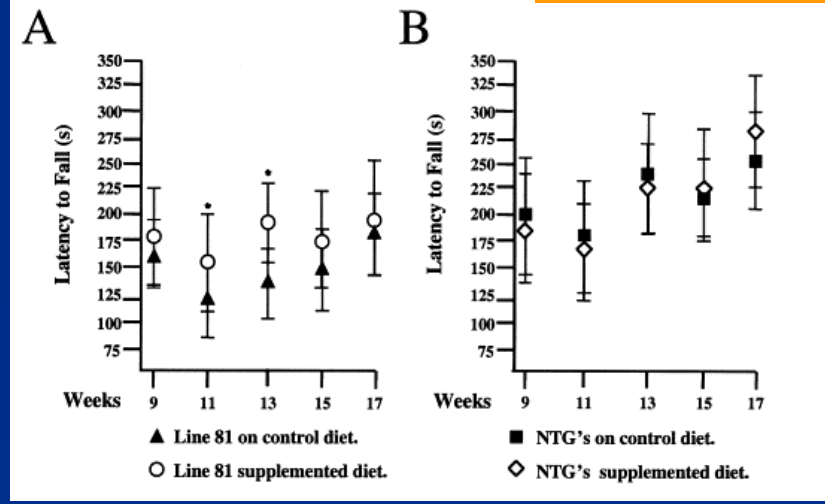 A
B
Latency to Fall (s)
350
325
300
275
250
225
200
175
150
125
100
75
Weeks 9 11 13 15 17
* *
▲ Line 81 on control diet.
○ Line 81 supplemented diet.
Latency to Fall (s)
350
325
300
275
250
225
200
175
150
125
100
75
Weeks 9 11 13 15 17
■ NTG's on control diet.
◇ NTG's supplemented diet.